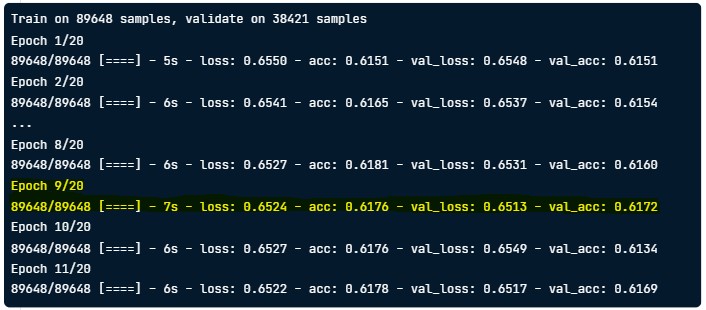 Train on 89648 samples, validate on 38421 samples
Epoch 1/20
89648/89648 [====] - 5s - loss: 0.6550 - acc: 0.6151 - val_loss: 0.6548 - val_acc: 0.6151
Epoch 2/20
89648/89648 [====] - 6s - loss: 0.6541 - acc: 0.6165 - val_loss: 0.6537 - val_acc: 0.6154
...
Epoch 8/20
89648/89648 [====] - 6s - loss: 0.6527 - acc: 0.6181 - val_loss: 0.6531 - val_acc: 0.6160
Epoch 9/20
89648/89648 [====] - 7s - loss: 0.6524 - acc: 0.6176 - val_loss: 0.6513 - val_acc: 0.6172
Epoch 10/20
89648/89648 [====] - 6s - loss: 0.6527 - acc: 0.6176 - val_loss: 0.6549 - val_acc: 0.6134
Epoch 11/20
89648/89648 [====] - 6s - loss: 0.6522 - acc: 0.6178 - val_loss: 0.6517 - val_acc: 0.6169